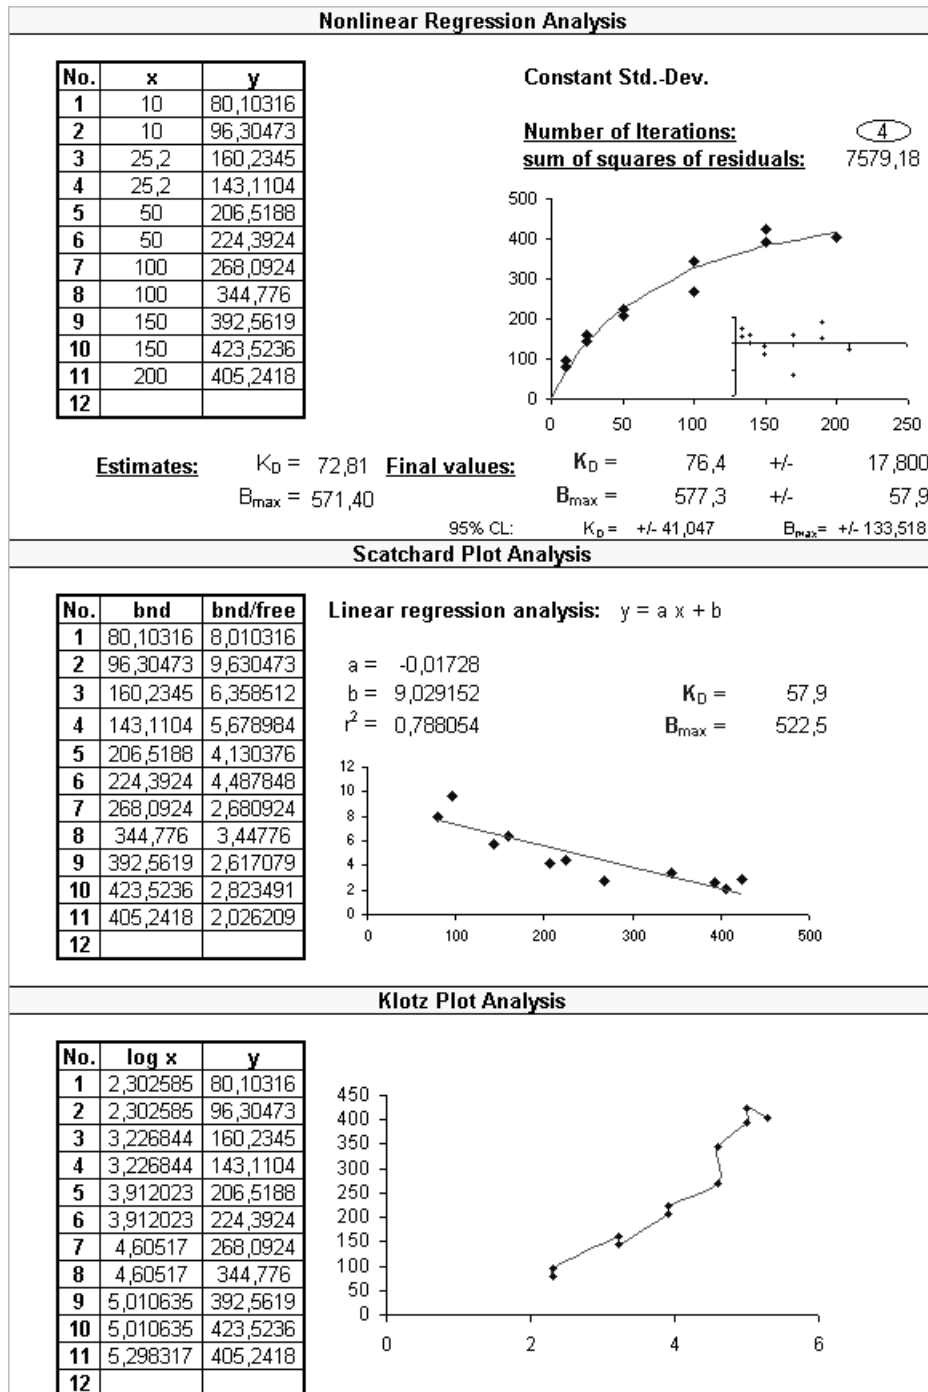 Nonlinear Regression Analysis
No. x y
1 10 80,10316
2 10 96,30473
3 25,2 160,2345
4 25,2 143,1104
5 50 206,5188
6 50 224,3924
7 100 268,0924
8 100 344,776
9 150 392,5619
10 150 423,5236
11 200 405,2418
12
Constant Std.-Dev.
Number of Iterations: 4
sum of squares of residuals: 7579,18
500
400
300
200
100
0
0 50 100 150 200 250
Estimates: K_D = 72,81 Final values: K_D = 76,4 +/- 17,800
B_max = 571,40 B_max = 577,3 +/- 57,9
95% CL: K_D = +/- 41,047 B_max= +/- 133,518
Scatchard Plot Analysis
No. bnd bnd/free
1 80,10316 8,010316
2 96,30473 9,630473
3 160,2345 6,358512
4 143,1104 5,678984
5 206,5188 4,130376
6 224,3924 4,487848
7 268,0924 2,680924
8 344,776 3,44776
9 392,5619 2,617079
10 423,5236 2,823491
11 405,2418 2,026209
12
Linear regression analysis: y = a x + b
a = -0,01728
b = 9,029152 K_D = 57,9
r² = 0,788054 B_max = 522,5
12
10
8
6
4
2
0
0 100 200 300 400 500
Klotz Plot Analysis
No. log x y
1 2,302585 80,10316
2 2,302585 96,30473
3 3,226844 160,2345
4 3,226844 143,1104
5 3,912023 206,5188
6 3,912023 224,3924
7 4,60517 268,0924
8 4,60517 344,776
9 5,010635 392,5619
10 5,010635 423,5236
11 5,298317 405,2418
12
450
400
350
300
250
200
150
100
50
0
0 2 4 6